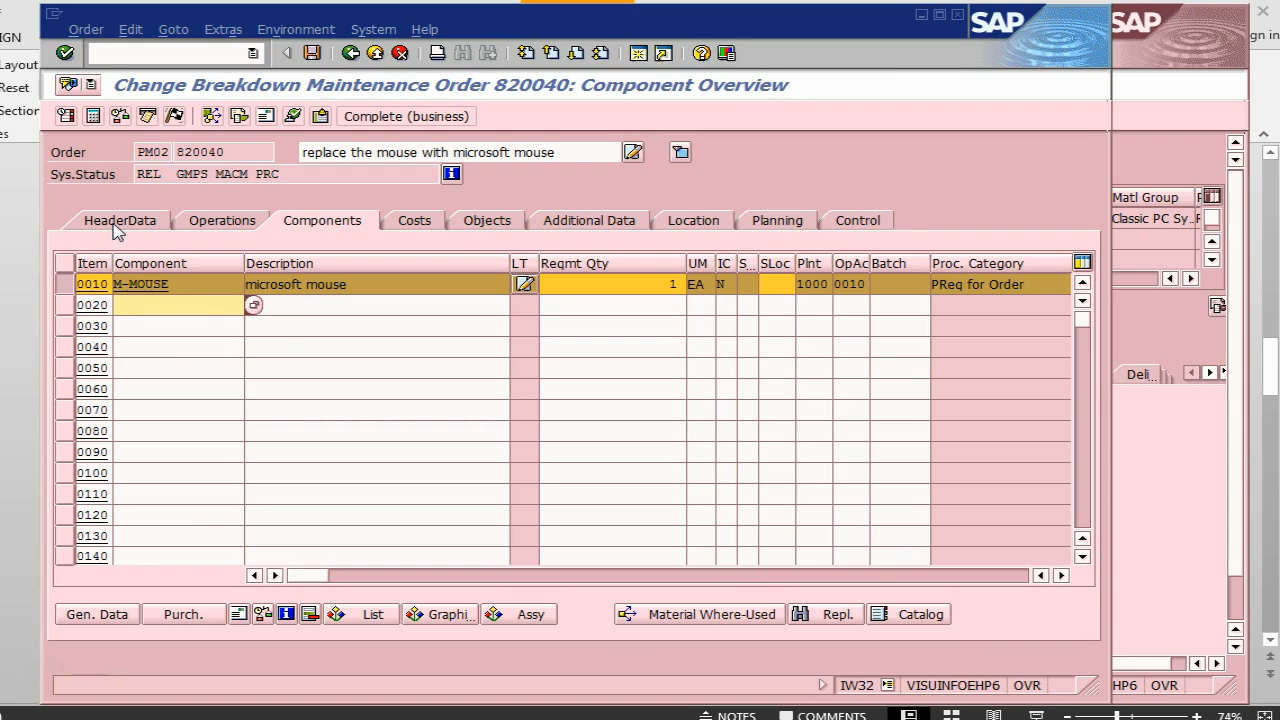 Order Edit Goto Extras Environment System Help
SAP SAP
Change Breakdown Maintenance Order 820040: Component Overview
Complete (business)
Order PM02 820040 replace the mouse with microsoft mouse
Sys.Status REL GMPS MACM PRC
HeaderData Operations Components Costs Objects Additional Data Location Planning Control
Item Component Description LT Reqmt Qty UM IC S.. SLoc Plnt OpAc Batch Proc. Category
0010 M-MOUSE microsoft mouse 1 EA N 1000 0010 PReq for Order
0020
0030
0040
0050
0060
0070
0080
0090
0100
0110
0120
0130
0140
Gen. Data Purch. List Graphi.. Assy Material Where-Used Repl. Catalog
IW32 VISUINFOEHP6 OVR
Matl Group
Classic PC Sy..
Deli..
HP6 OVR
IGN
Layout
Reset
Section
es
gn in
NOTES COMMENTS 74%